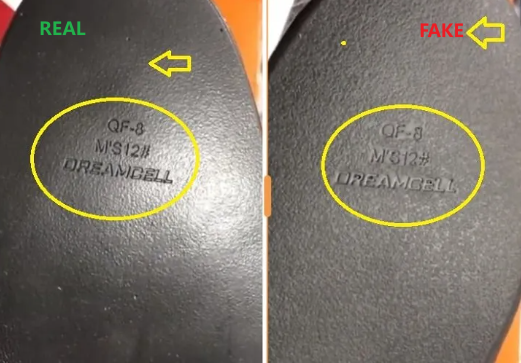 REAL
QF-8
M'S12#
DREAMCELL
FAKE
QF-8
M'S12#
DREAMCELL